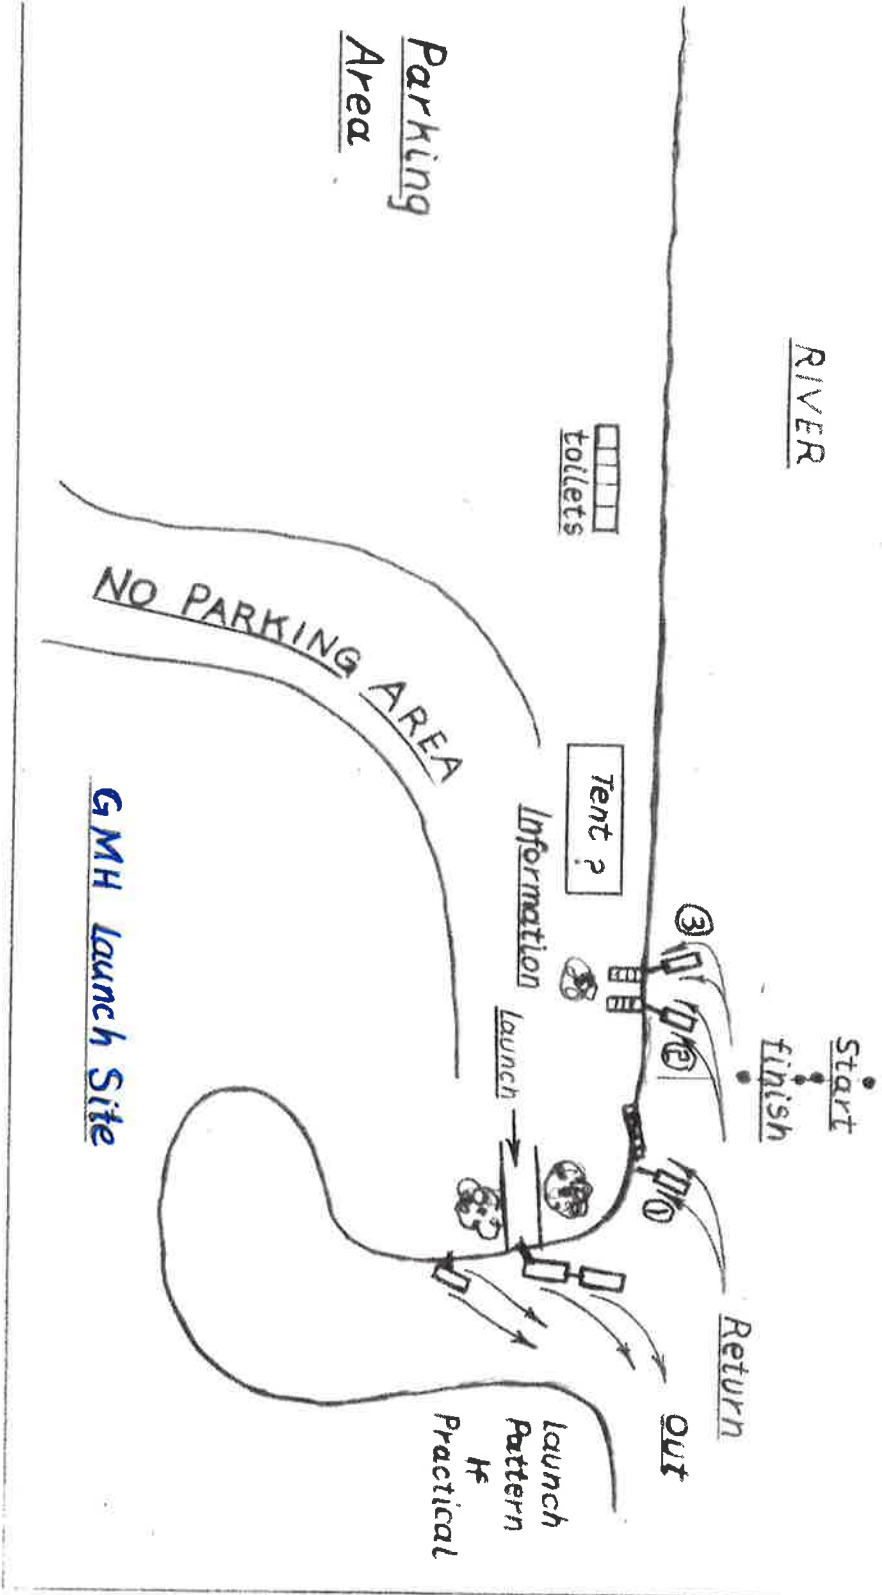 RIVER
Start
finish
Return
Out
③
②
①
toilets
Tent ?
Information
Launch
Launch
Pattern
If
Practical
Parking
Area
NO PARKING AREA
GMH Launch Site